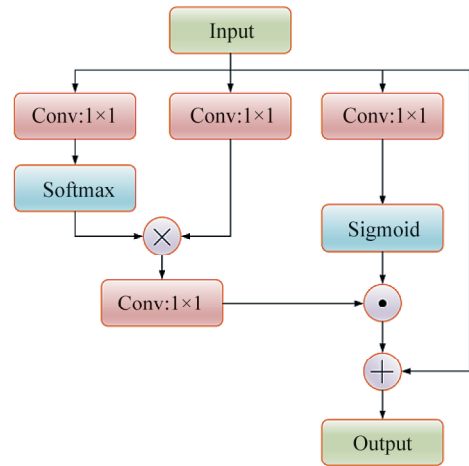 Input
Conv:1×1
Conv:1×1
Conv:1×1
Softmax
Sigmoid
×
Conv:1×1
•
+
Output